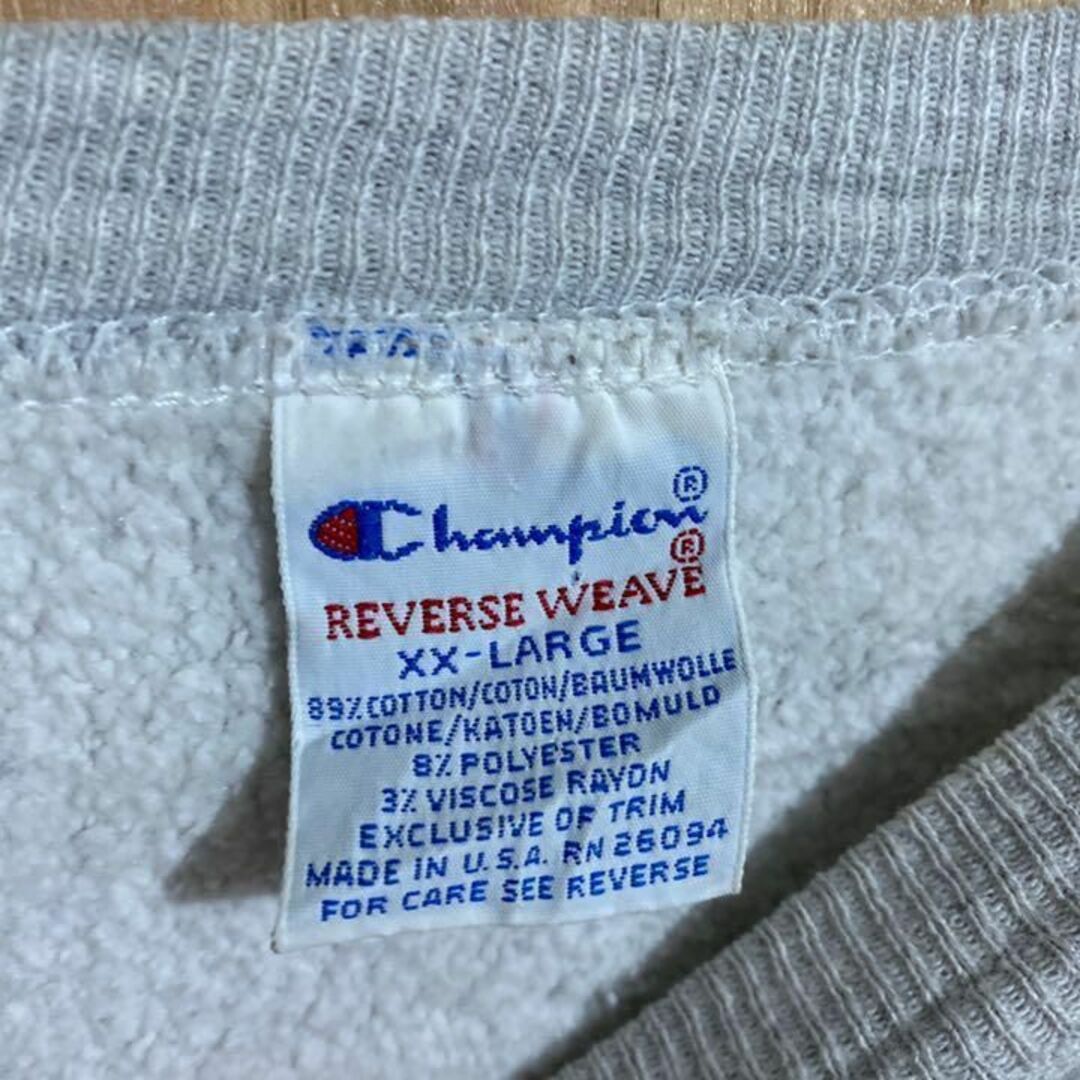 Champion®
REVERSE WEAVE®
XX-LARGE
89% COTTON/COTON/BAUMWOLLE
COTONE/KATOEN/BOMULD
8% POLYESTER
3% VISCOSE RAYON
EXCLUSIVE OF TRIM
MADE IN U.S.A. RN 26094
FOR CARE SEE REVERSE